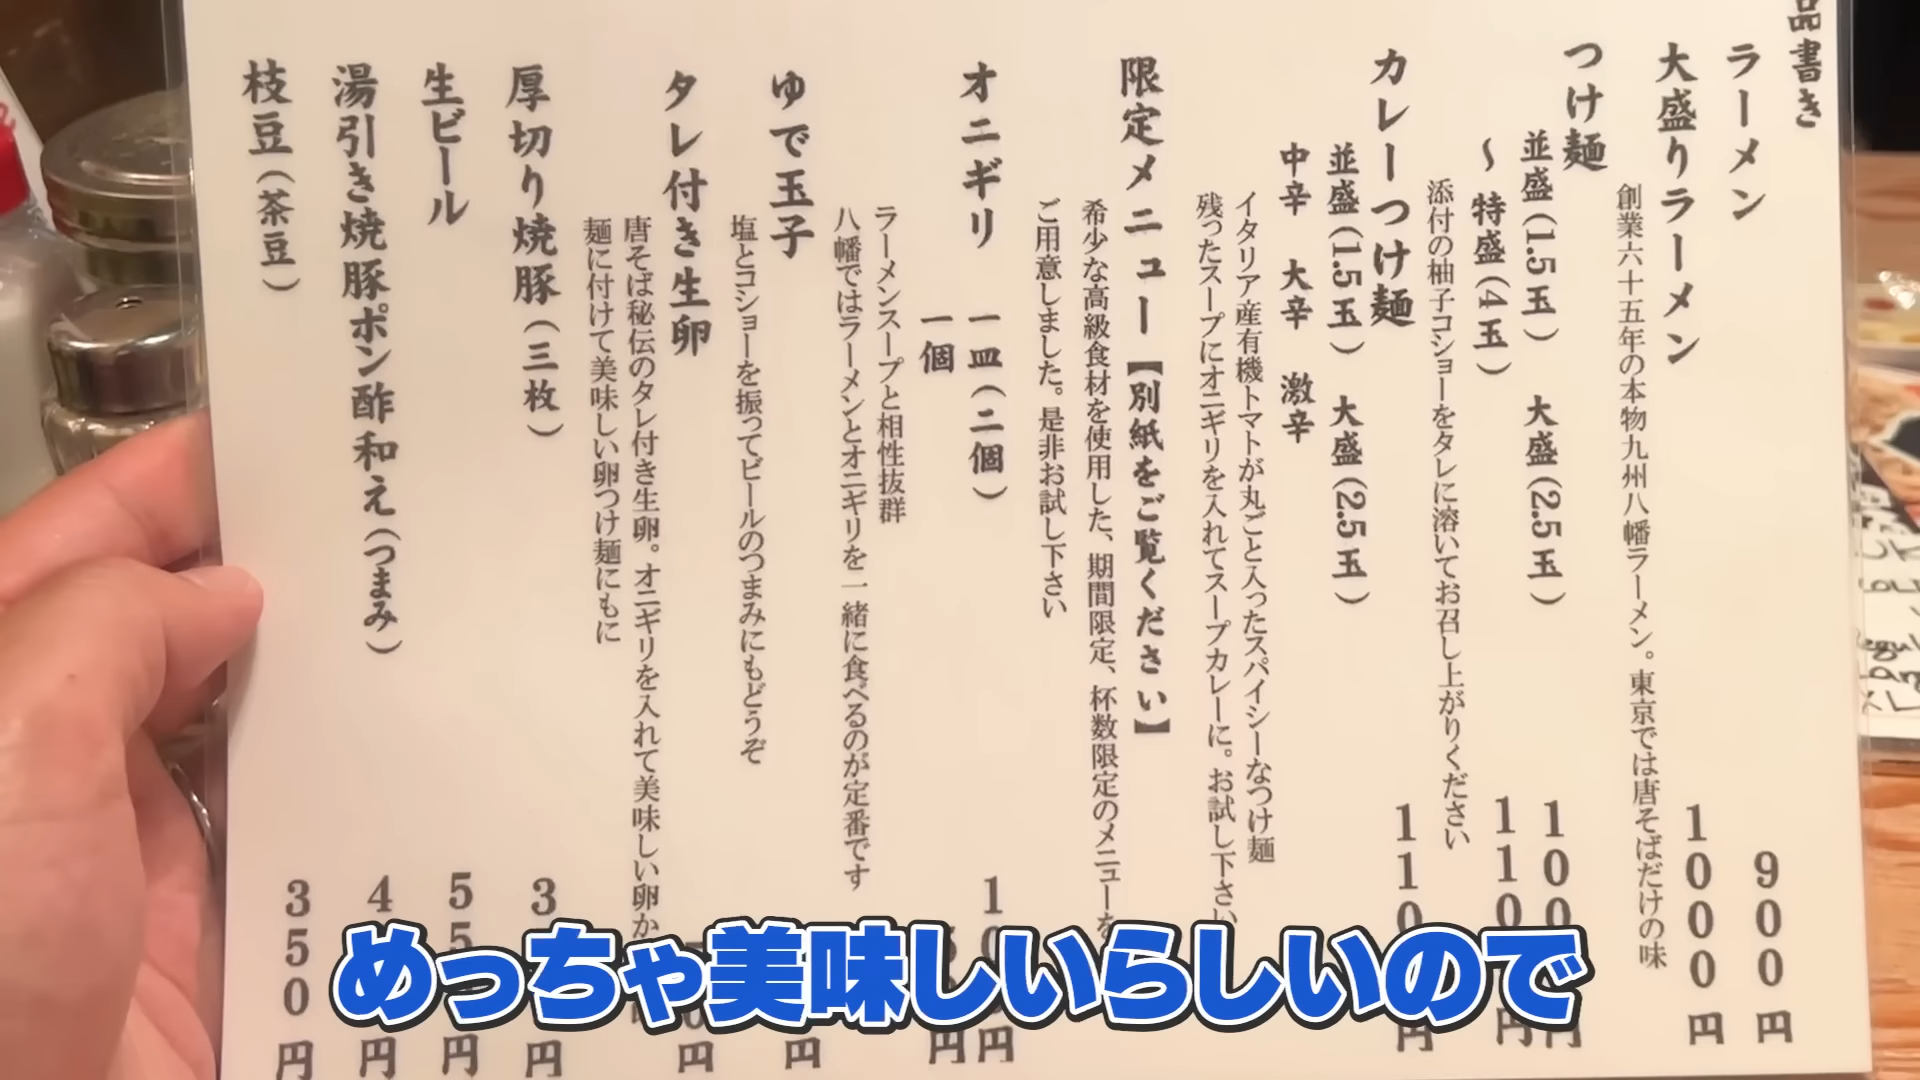 品書き
ラーメン 900円
大盛りラーメン 1000円
創業六十五年の本物九州八幡ラーメン。東京では唐そばだけの味
つけ麺
並盛(1.5玉) 大盛(2.5玉) 100 円
～特盛(4玉) 110 円
添付の柚子コショーをタレに溶いてお召し上がりください
カレーつけ麺
並盛(1.5玉) 大盛(2.5玉) 110 円
中辛 大辛 激辛
イタリア産有機トマトが丸ごと入ったスパイシーなつけ麺
残ったスープにオニギリを入れてスープカレーに。お試し下さい
限定メニュー【別紙をご覧ください】
希少な高級食材を使用した、期間限定、杯数限定のメニューを
ご用意しました。是非お試し下さい
オニギリ 一皿(二個) 円
一個 円
ラーメンスープと相性抜群
八幡ではラーメンとオニギリを一緒に食べるのが定番です
ゆで玉子 円
塩とコショーを振ってビールのつまみにもどうぞ
タレ付き生卵 円
唐そば秘伝のタレ付き生卵。オニギリを入れて美味しい卵か
麺に付けて美味しい卵つけ麺にもに
厚切り焼豚(三枚) 3 円
生ビール 55 円
湯引き焼豚ポン酢和え(つまみ) 4 円
枝豆(茶豆) 350円
めっちゃ美味しいらしいので